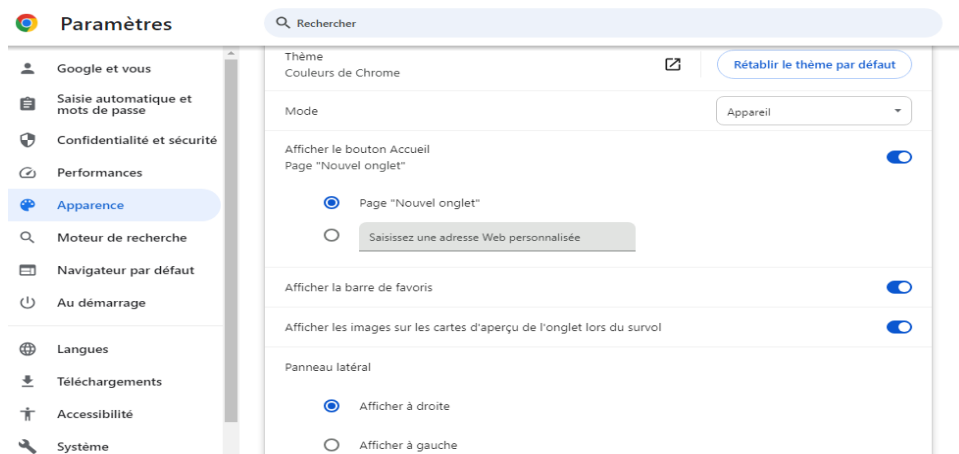 Paramètres
Rechercher
Google et vous
Saisie automatique et
mots de passe
Confidentialité et sécurité
Performances
Apparence
Moteur de recherche
Navigateur par défaut
Au démarrage
Langues
Téléchargements
Accessibilité
Système
Thème
Couleurs de Chrome
Rétablir le thème par défaut
Mode
Appareil
Afficher le bouton Accueil
Page "Nouvel onglet"
Page "Nouvel onglet"
Saisissez une adresse Web personnalisée
Afficher la barre de favoris
Afficher les images sur les cartes d'aperçu de l'onglet lors du survol
Panneau latéral
Afficher à droite
Afficher à gauche